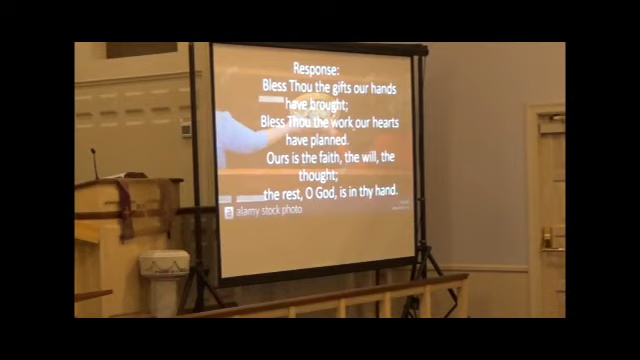 Response:
Bless Thou the gifts our hands
have brought;
Bless Thou the work our hearts
have planned.
Ours is the faith, the will, the
thought;
the rest, O God, is in thy hand.
a alamy stock photo